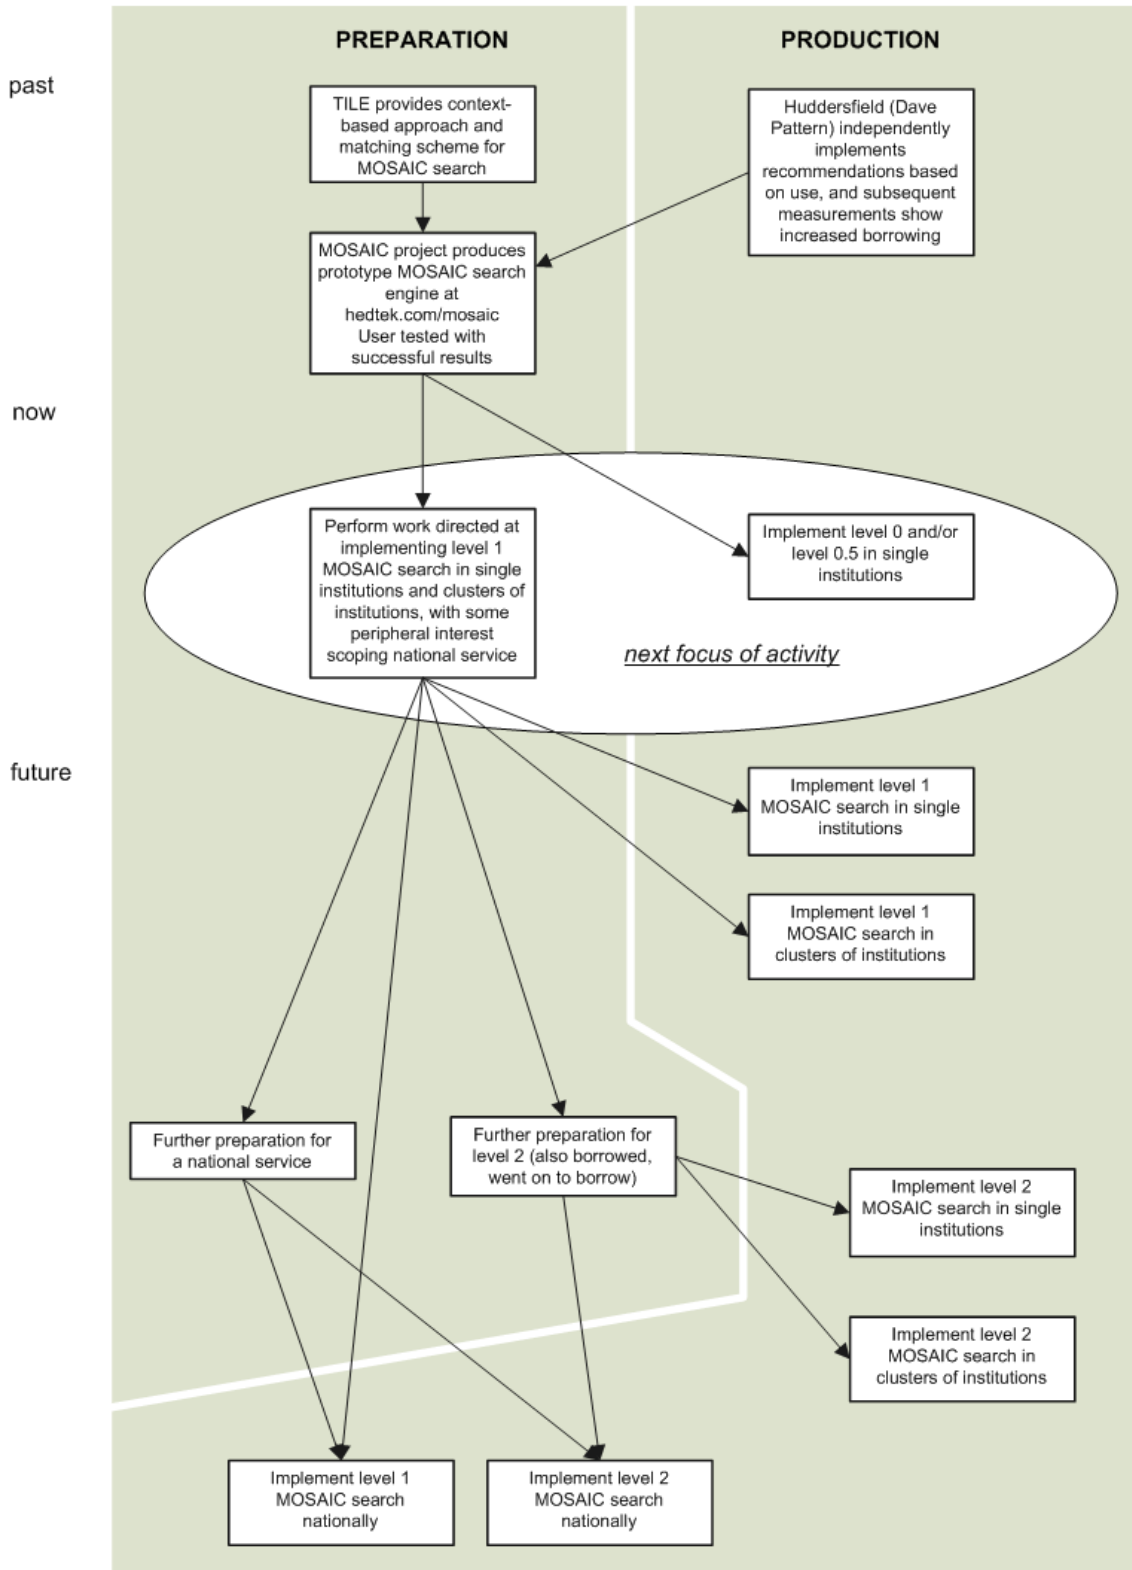 PREPARATION
PRODUCTION
past
TILE provides context-
based approach and
matching scheme for
MOSAIC search
Huddersfield (Dave
Pattern) independently
implements
recommendations based
on use, and subsequent
measurements show
increased borrowing
MOSAIC project produces
prototype MOSAIC search
engine at
hedtek.com/mosaic
User tested with
successful results
now
Perform work directed at
implementing level 1
MOSAIC search in single
institutions and clusters of
institutions, with some
peripheral interest
scoping national service
Implement level 0 and/or
level 0.5 in single
institutions
next focus of activity
future
Implement level 1
MOSAIC search in single
institutions
Implement level 1
MOSAIC search in
clusters of institutions
Further preparation for
a national service
Further preparation for
level 2 (also borrowed,
went on to borrow)
Implement level 2
MOSAIC search in single
institutions
Implement level 2
MOSAIC search in
clusters of institutions
Implement level 1
MOSAIC search
nationally
Implement level 2
MOSAIC search
nationally